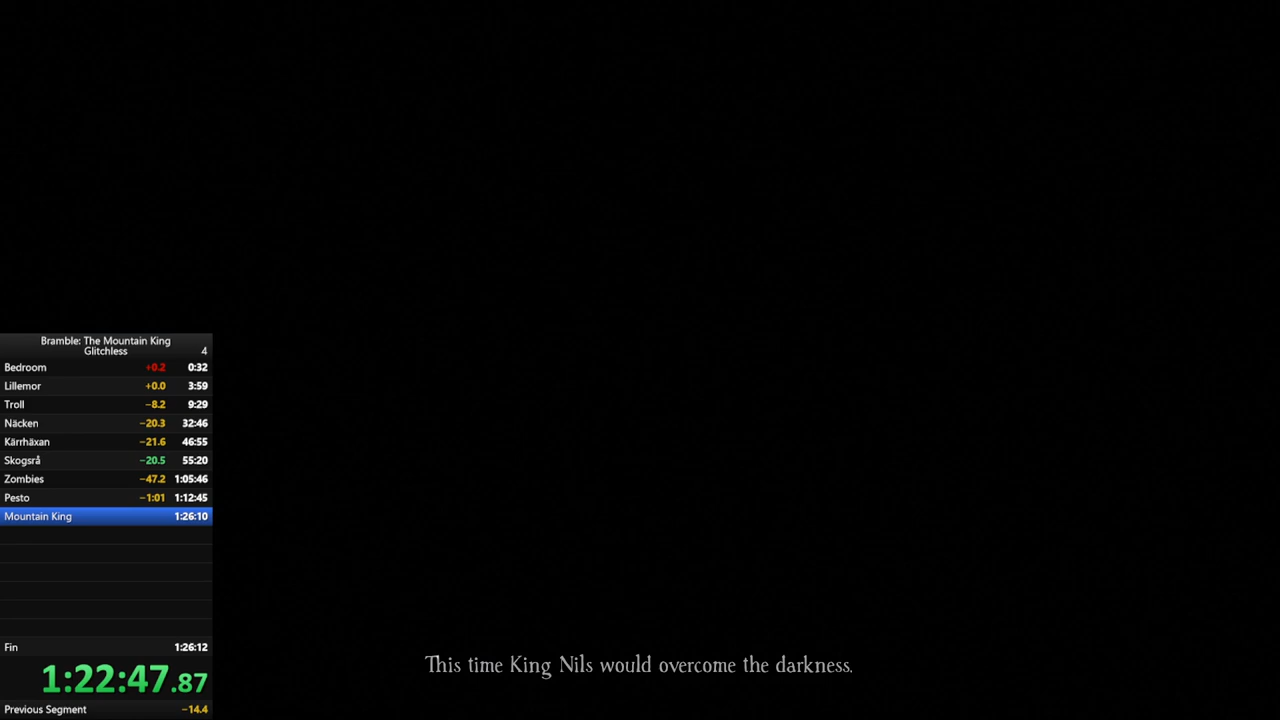 Bramble: The Mountain King
Glitchless 4
Bedroom +0.2 0:32
Lillemor +0.0 3:59
Troll −8.2 9:29
Näcken −20.3 32:46
Kärrhäxan −21.6 46:55
Skogsrå −20.5 55:20
Zombies −47.2 1:05:46
Pesto −1:01 1:12:45
Mountain King 1:26:10
Fin 1:26:12
This time King Nils would overcome the darkness.
1:22:47.87
Previous Segment −14.4